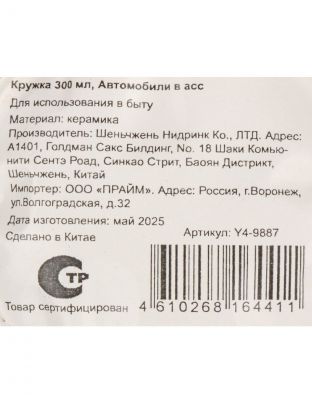 Кружка 300 мл, Автомобили в асс
Для использования в быту
Материал: керамика
Производитель: Шеньчжень Нидринк Ко., ЛТД. Адрес:
А1401, Голдман Сакс Билдинг, No. 18 Шаки Комью-
нити Сентэ Роад, Синкао Стрит, Баоян Дистрикт,
Шеньчжень, Китай
Импортер: ООО «ПРАЙМ». Адрес: Россия, г.Воронеж,
ул.Волгоградская, д.32
Дата изготовления: май 2025
Сделано в Китае
Артикул: Y4-9887
СТР
Товар сертифицирован
4 610268 164411